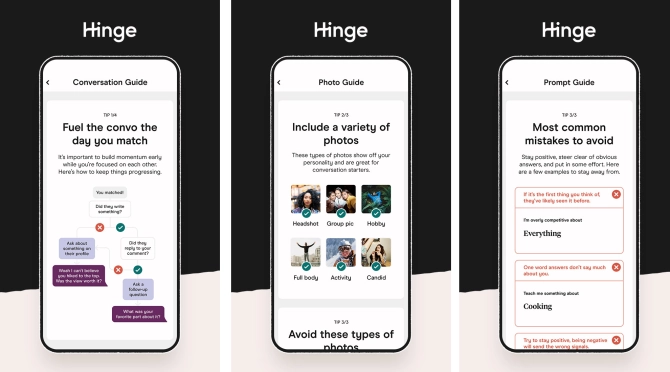 Hinge
Conversation Guide
TIP 1/4
Fuel the convo the
day you match
It's important to build momentum early
while you're focused on each other.
Here's how to keep things progressing.
You matched!
Did they write
something?
Ask about
something on
their profile
Did they
reply to your
comment?
Woah I can't believe
you hiked to the top
Was the view worth it?
Ask a
follow-up
question
What was your
favorite part about it?
Hinge
Photo Guide
TIP 2/3
Include a variety of
photos
These types of photos show off your
personality and are great for
conversation starters.
Headshot
Group pic
Hobby
Full body
Activity
Candid
TIP 3/3
Avoid these types of
photos
Hinge
Prompt Guide
TIP 3/3
Most common
mistakes to avoid
Stay positive, steer clear of obvious
answers, and put in some effort. Here
are a few examples to stay away from.
If it's the first thing you think of,
they've likely seen it before.
I'm overly competitive about
Everything
One word answers don't say much
about you.
Teach me something about
Cooking
Try to stay positive, being negative
will send the wrong signals.